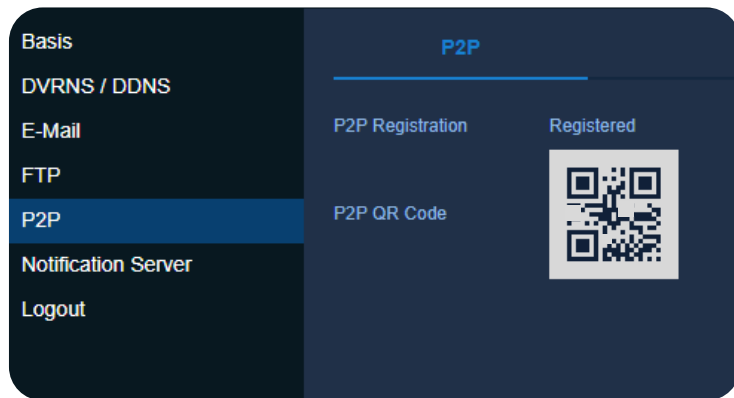 Basis
DVRNS / DDNS
E-Mail
FTP
P2P
Notification Server
Logout
P2P
P2P Registration Registered
P2P QR Code